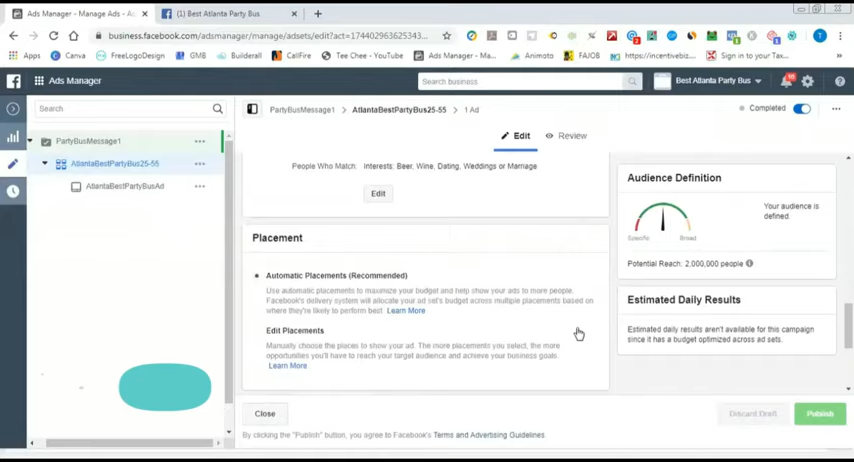 Ads Manager - Manage Ads - Ad
(1) Best Atlanta Party Bus
business.facebook.com/adsmanager/manage/adsets/edit?act=174402963625343...
Apps
Canva
FreeLogoDesign
GMB
Builderall
CallFire
Tee Chee - YouTube
Ads Manager - M...
Animoto
FAJOB
https://incentivebiz...
Sign in to your Tax...
Ads Manager
Search business
Best Atlanta Party Bus
Search
PartyBusMessage1
AtlantaBestPartyBus25-55
1 Ad
Completed
PartyBusMessage1
AtlantaBestPartyBus25-55
AtlantaBestPartyBusAd
Edit
Review
People Who Match: Interests: Beer, Wine, Dating, Weddings or Marriage
Edit
Placement
Automatic Placements (Recommended)
Use automatic placements to maximize your budget and help show your ads to more people.
Facebook's delivery system will allocate your ad set's budget across multiple placements based
on where they're likely to perform best. Learn More
Edit Placements
Manually choose the places to show your ad. The more placements you select, the more
opportunities you'll have to reach your target audience and achieve your business goals.
Learn More
Audience Definition
Your audience is
defined.
Specific
Broad
Potential Reach: 2,000,000 people
Estimated Daily Results
Estimated daily results aren't available for this campaign
since it has a budget optimized across ad sets.
Close
Discard Draft
Publish
By clicking the "Publish" button, you agree to Facebook's Terms and Advertising Guidelines.